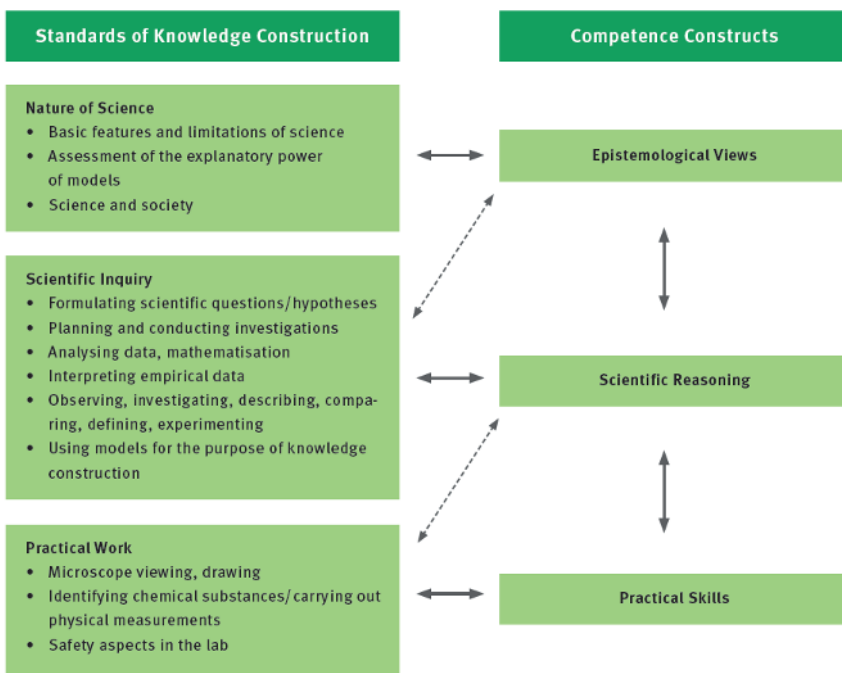 Standards of Knowledge Construction
Competence Constructs
Nature of Science
• Basic features and limitations of science
• Assessment of the explanatory power
of models
• Science and society
Epistemological Views
Scientific Inquiry
• Formulating scientific questions/hypotheses
• Planning and conducting investigations
• Analysing data, mathematisation
• Interpreting empirical data
• Observing, investigating, describing, compa-
ring, defining, experimenting
• Using models for the purpose of knowledge
construction
Scientific Reasoning
Practical Work
• Microscope viewing, drawing
• Identifying chemical substances/carrying out
physical measurements
• Safety aspects in the lab
Practical Skills